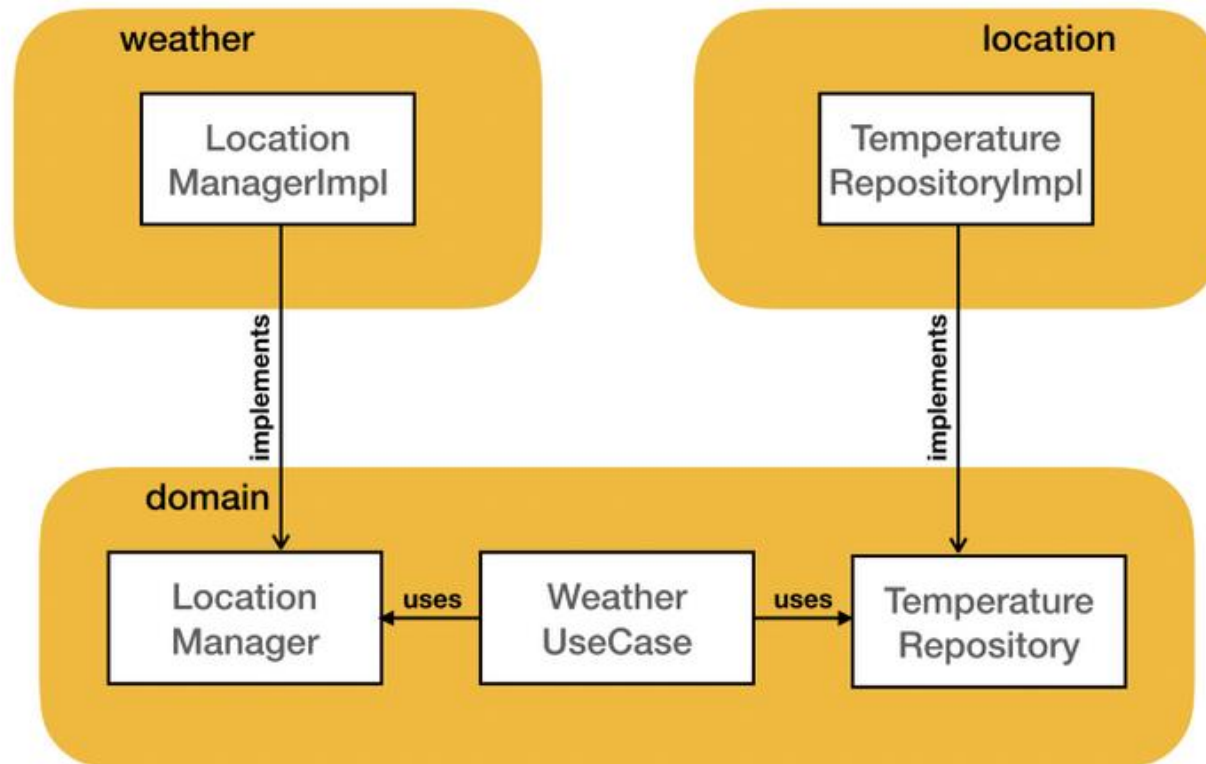 weather
location
Location
ManagerImpl
Temperature
RepositoryImpl
implements
implements
domain
Location
Manager
uses
Weather
UseCase
uses
Temperature
Repository